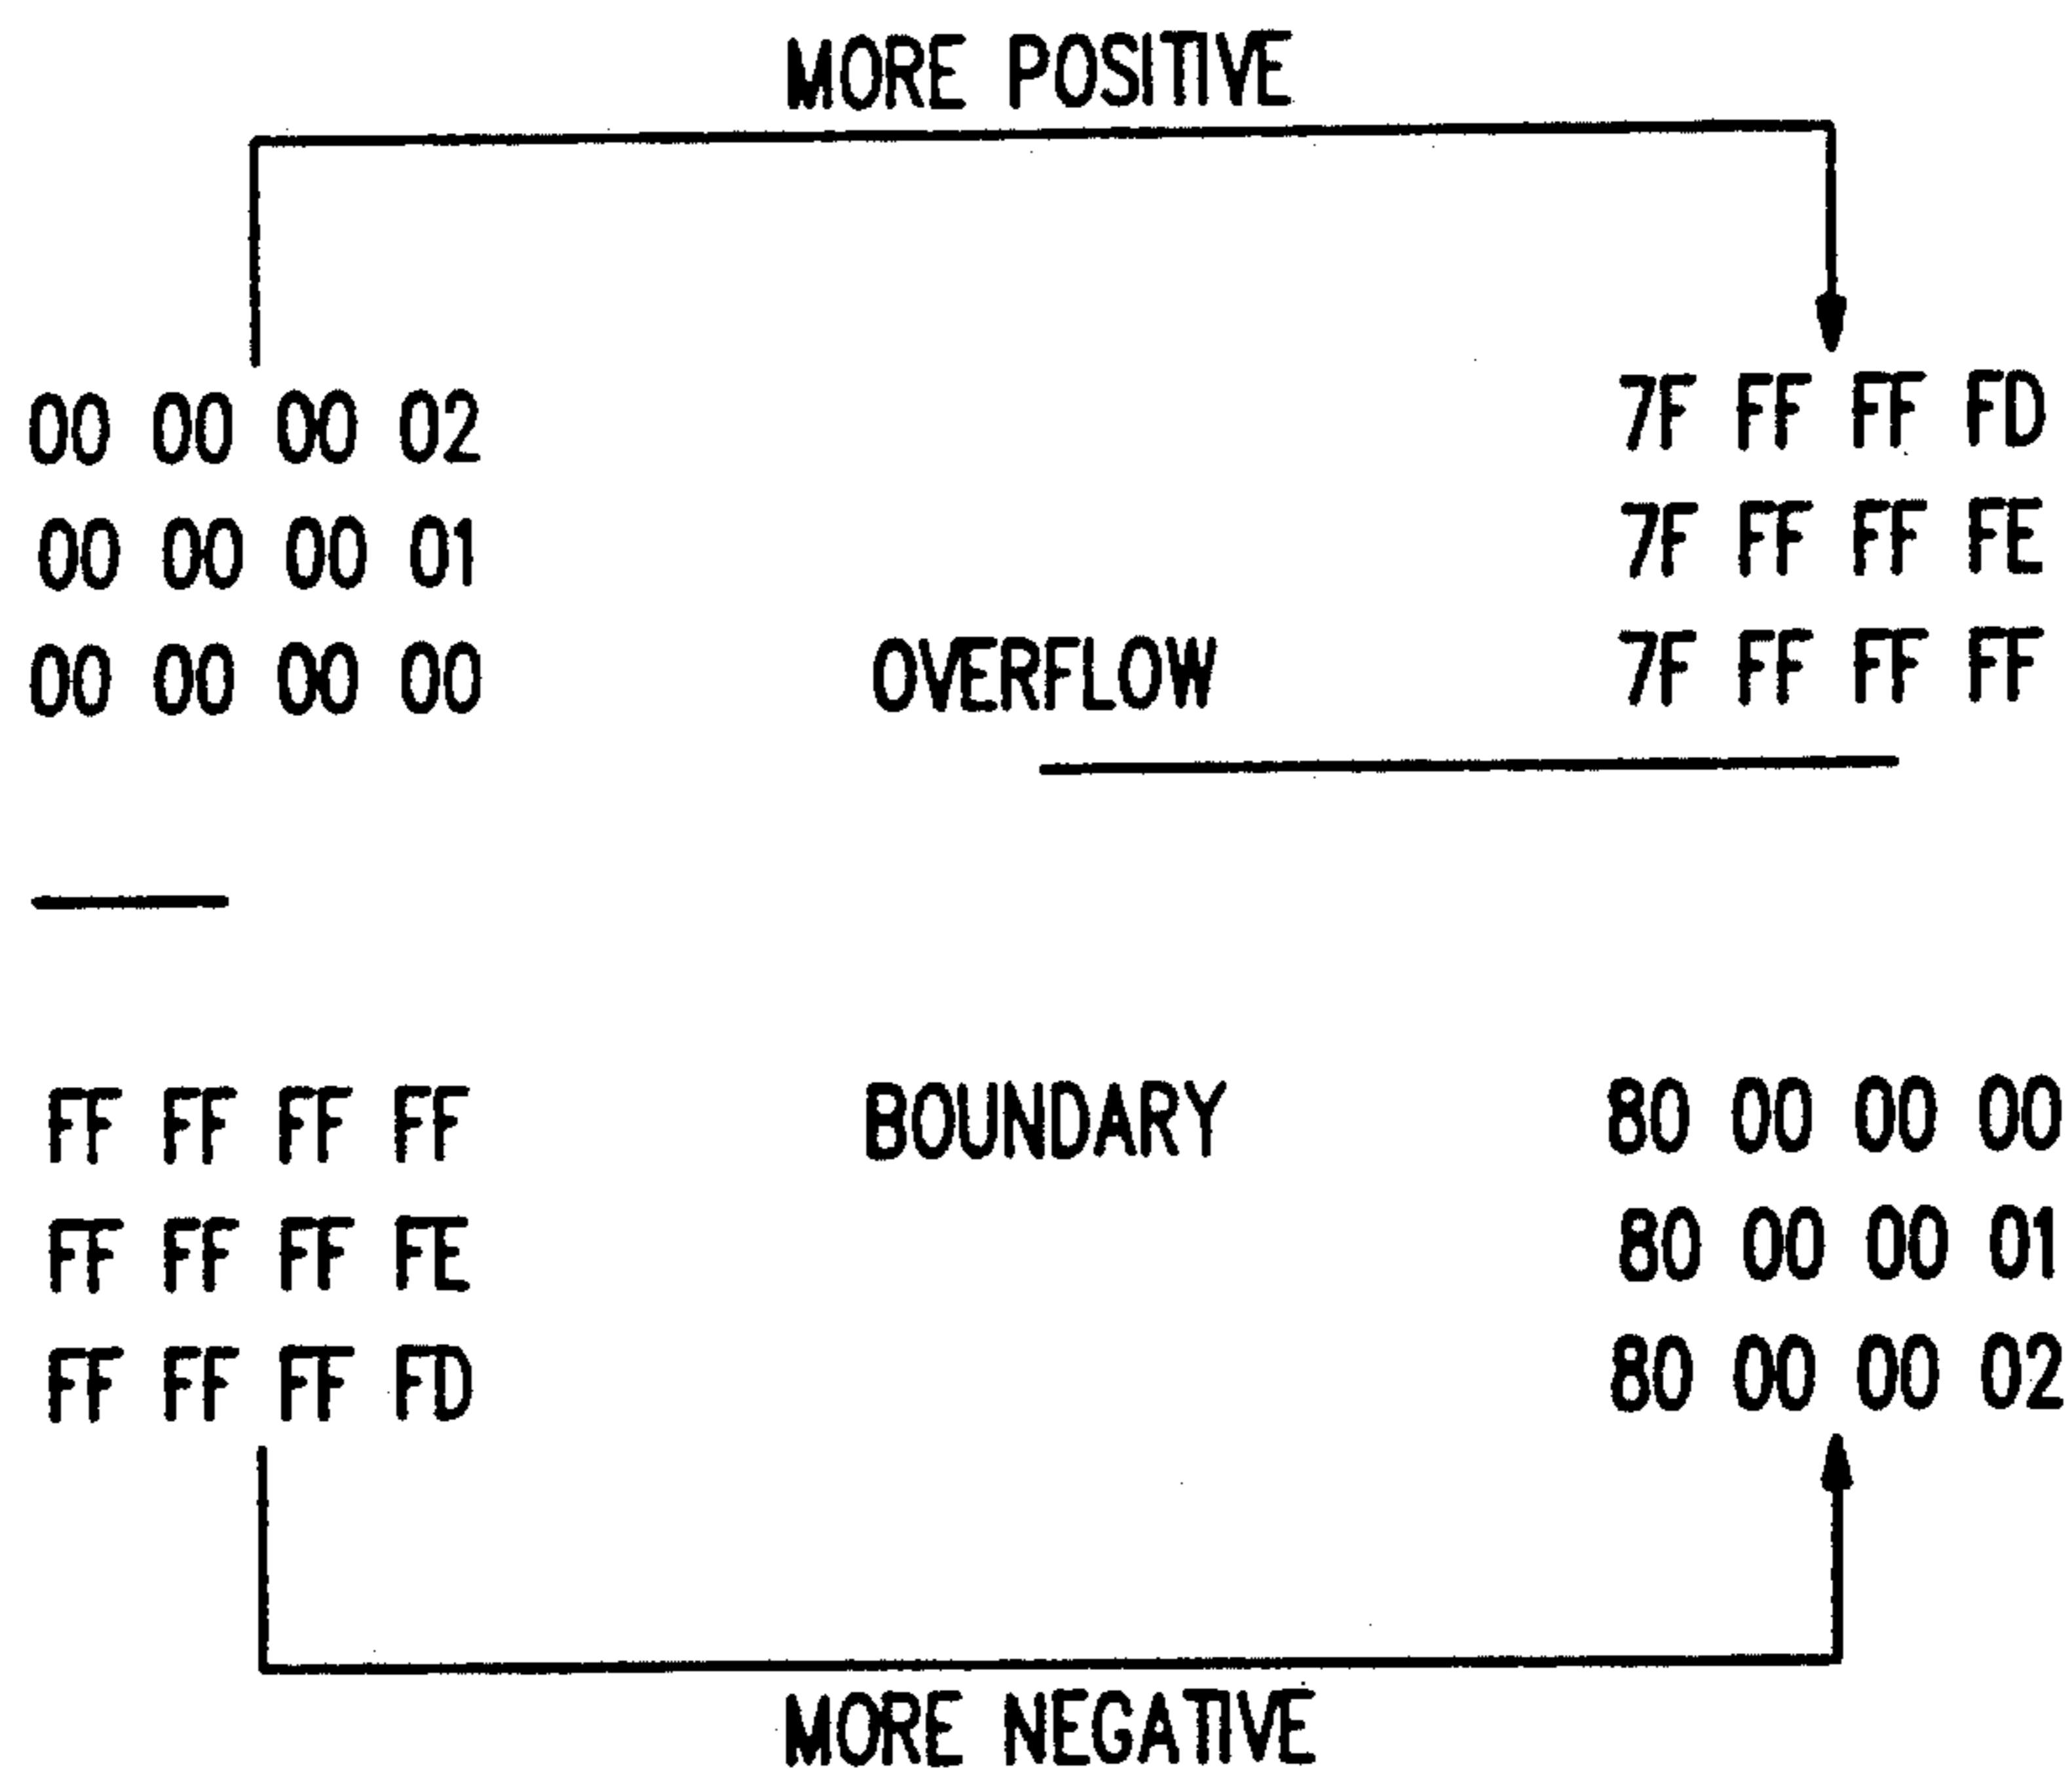 MORE POSITIVE
00 00 00 02 7F FF FF FD
00 00 00 01 7F FF FF FE
00 00 00 00 OVERFLOW 7F FF FF FF
FF FF FF FF BOUNDARY 80 00 00 00
FF FF FF FE 80 00 00 01
FF FF FF FD 80 00 00 02
MORE NEGATIVE